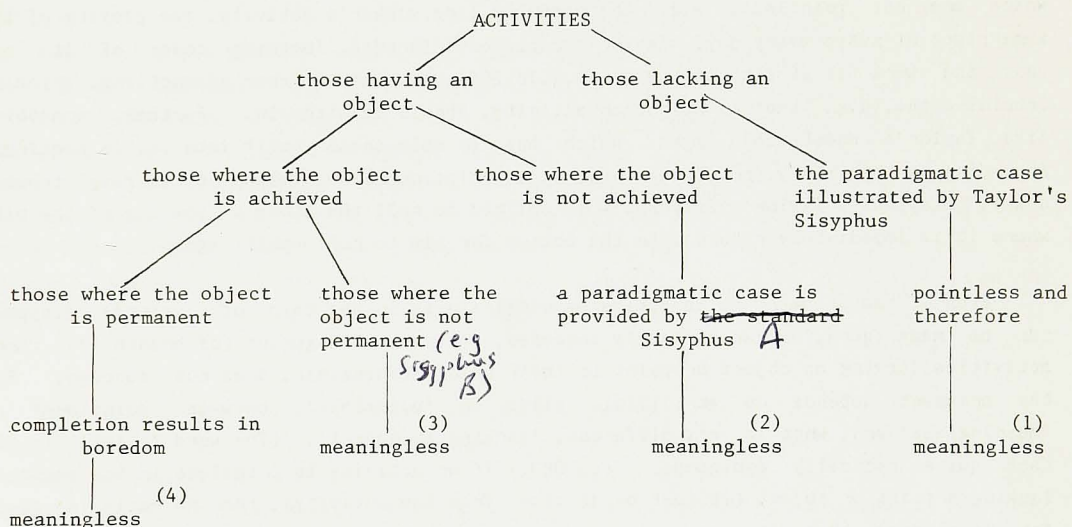 ACTIVITIES
those having an
object
those lacking an
object
those where the object
is achieved
those where the object
is not achieved
the paradigmatic case
illustrated by Taylor's
Sisyphus
those where the object
is permanent
those where the
object is not
permanent (e.g
Sisyphus
B)
a paradigmatic case is
provided by the standard
Sisyphus A
pointless and
therefore
completion results in
boredom
(3)
meaningless
(2)
meaningless
(1)
meaningless
(4)
meaningless